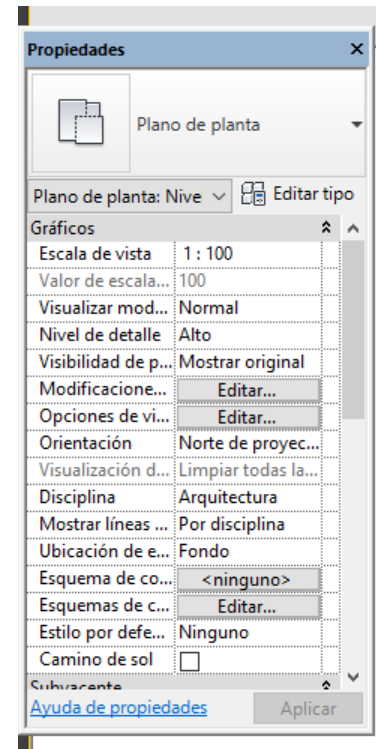 Propiedades
Plano de planta
Plano de planta: Nive Editar tipo
Gráficos
Escala de vista 1 : 100
Valor de escala... 100
Visualizar mod... Normal
Nivel de detalle Alto
Visibilidad de p... Mostrar original
Modificacione... Editar...
Opciones de vi... Editar...
Orientación Norte de proyec...
Visualización d... Limpiar todas la...
Disciplina Arquitectura
Mostrar líneas ... Por disciplina
Ubicación de e... Fondo
Esquema de co... <ninguno>
Esquemas de c... Editar...
Estilo por defe... Ninguno
Camino de sol
Subyacente
Ayuda de propiedades Aplicar